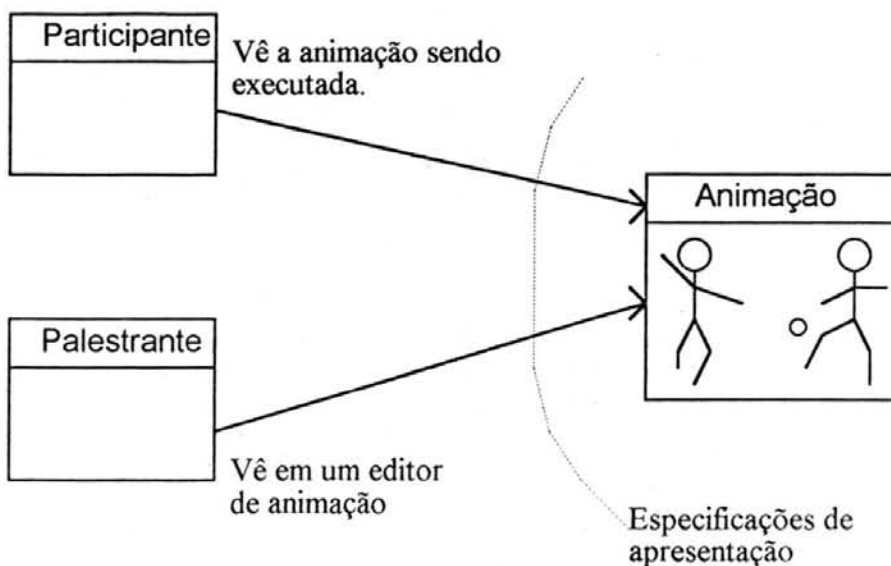 Participante
Vê a animação sendo
executada.
Animação
Palestrante
Vê em um editor
de animação
Especificações de
apresentação